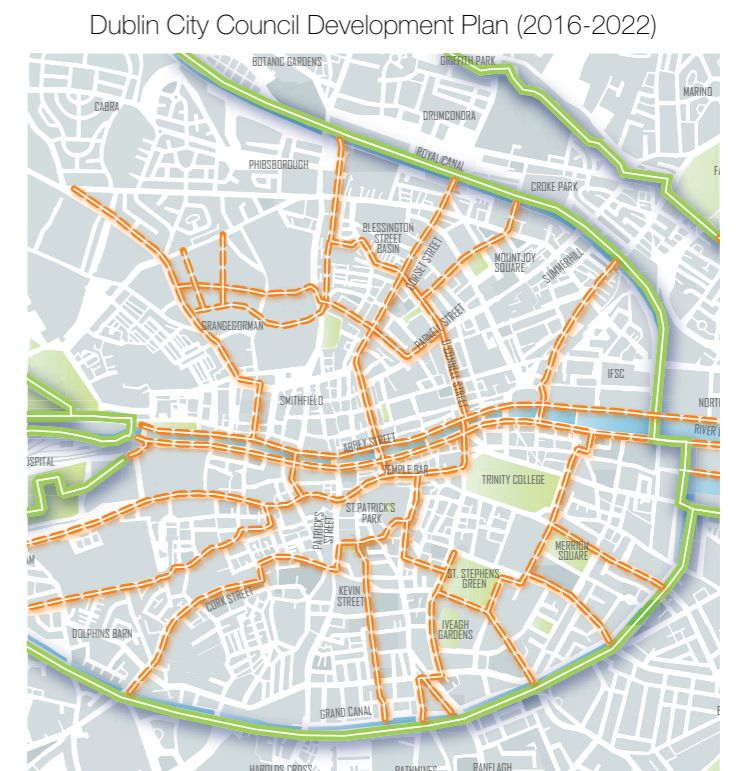 Dublin City Council Development Plan (2016-2022)
BOTANIC GARDENS
GRIFFITH PARK
MARINO
CABRA
DRUMCONDRA
PHIBSBOROUGH
ROYAL CANAL
CROKE PARK
BLESSINGTON
STREET
BASIN
DORSET STREET
MOUNTJOY
SQUARE
SUMMERHILL
GRANGEGORMAN
PARNELL STREET
O'CONNELL STREET
IFSC
SMITHFIELD
NORT
RIVER
ABBEY STREET
OSPITAL
TEMPLE BAR
TRINITY COLLEGE
PATRICK'S
STREET
ST.PATRICK'S
PARK
MERRION
SQUARE
ST. STEPHENS
GREEN
CORK STREET
KEVIN
STREET
IVEAGH
GARDENS
DOLPHINS BARN
GRAND CANAL
HAROLDS CROSS
RATHMINES
RANELAGH